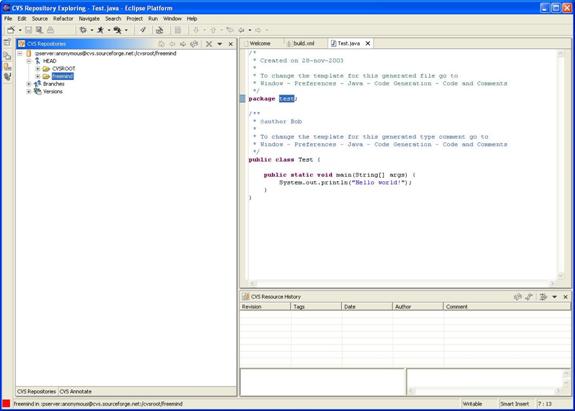 CVS Repository Exploring - Test.java - Eclipse Platform
File Edit Source Refactor Navigate Search Project Run Window Help
CVS Repositories
:pserver:anonymous@cvs.sourceforge.net:/cvsroot/freemind
HEAD
CVSROOT
freemind
Branches
Versions
CVS Repositories CVS Annotate
Welcome build.xml Test.java
/*
* Created on 28-nov-2003
*
* To change the template for this generated file go to
* Window - Preferences - Java - Code Generation - Code and Comments
*/
package test;
/**
* @author Bob
*
* To change the template for this generated type comment go to
* Window - Preferences - Java - Code Generation - Code and Comments
*/
public class Test {
public static void main(String[] args) {
System.out.println("Hello world!");
}
}
CVS Resource History
Revision Tags Date Author Comment
freemind in :pserver:anonymous@cvs.sourceforge.net:/cvsroot/freemind Writable Smart Insert 7 : 13